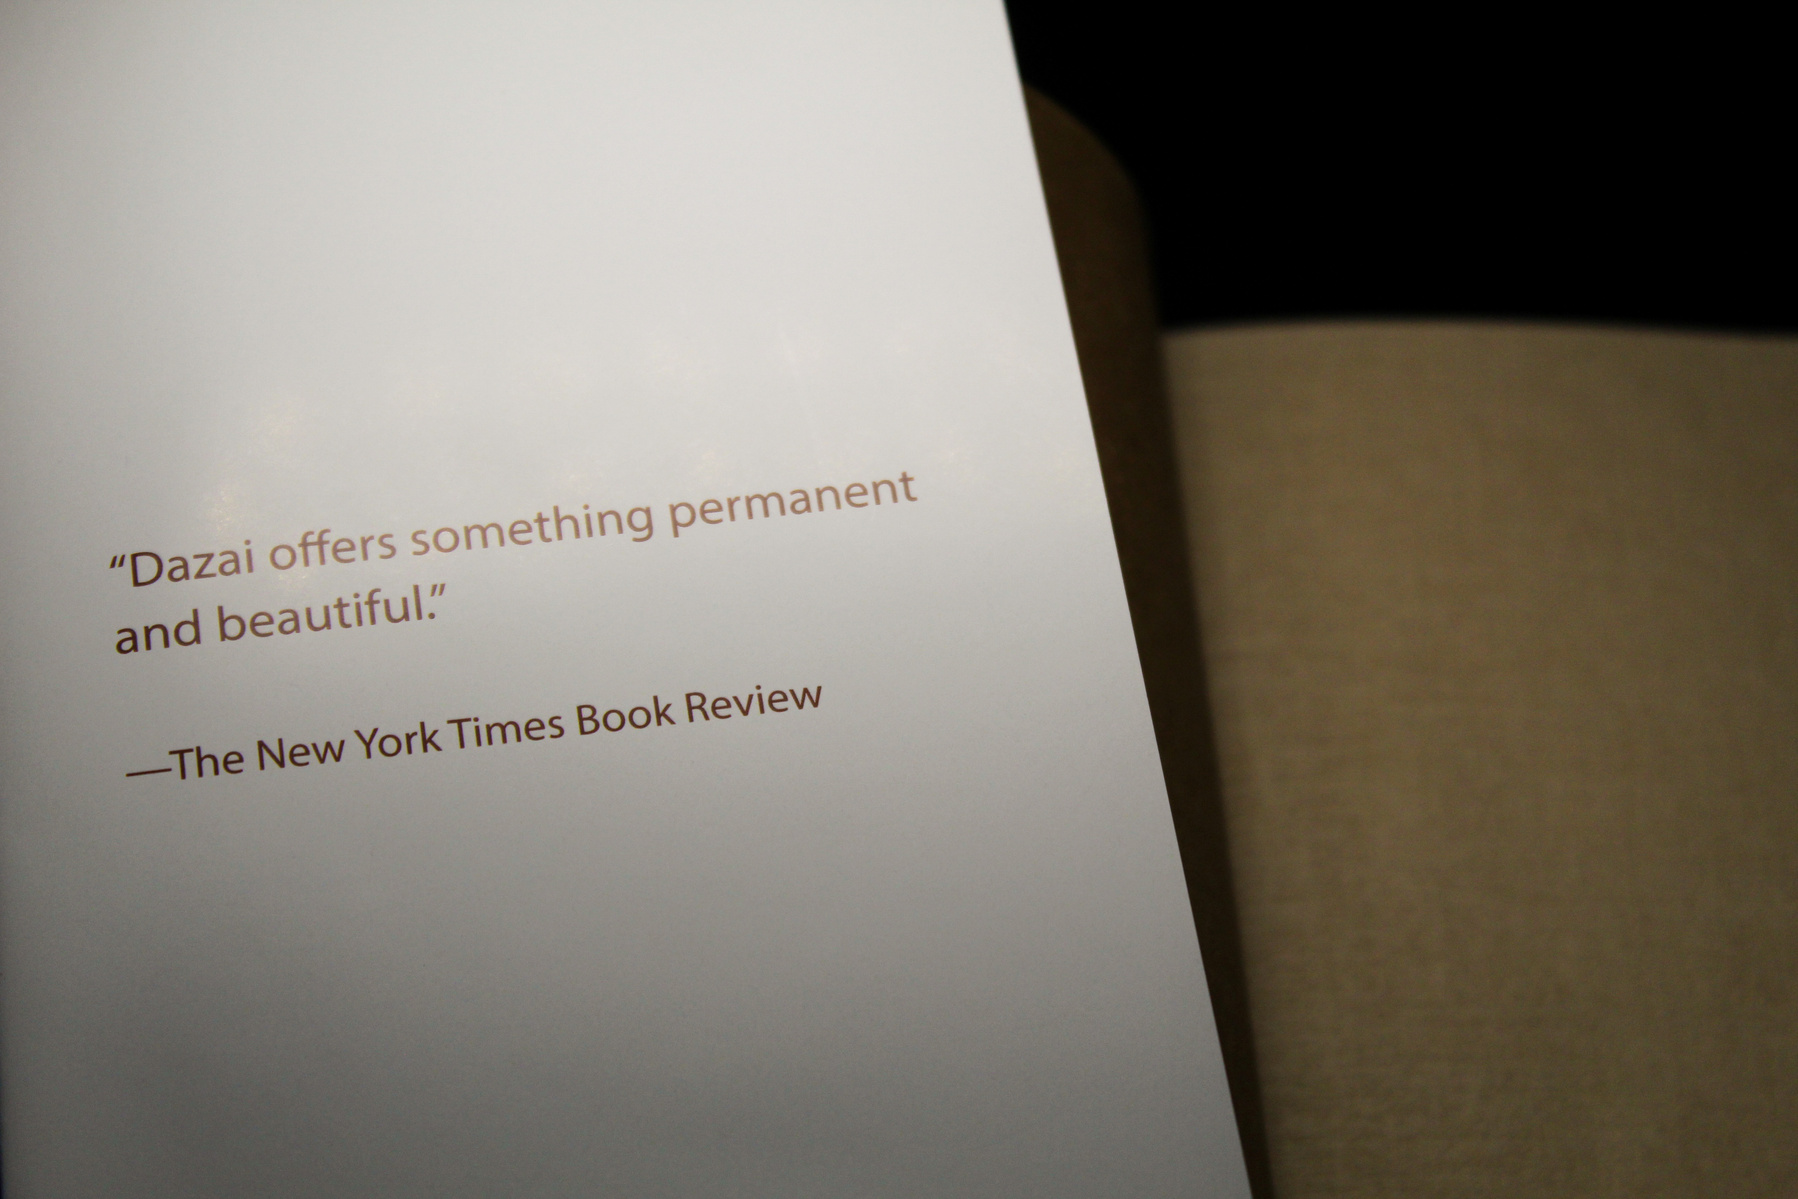 “Dazai offers something permanent
and beautiful.”
—The New York Times Book Review